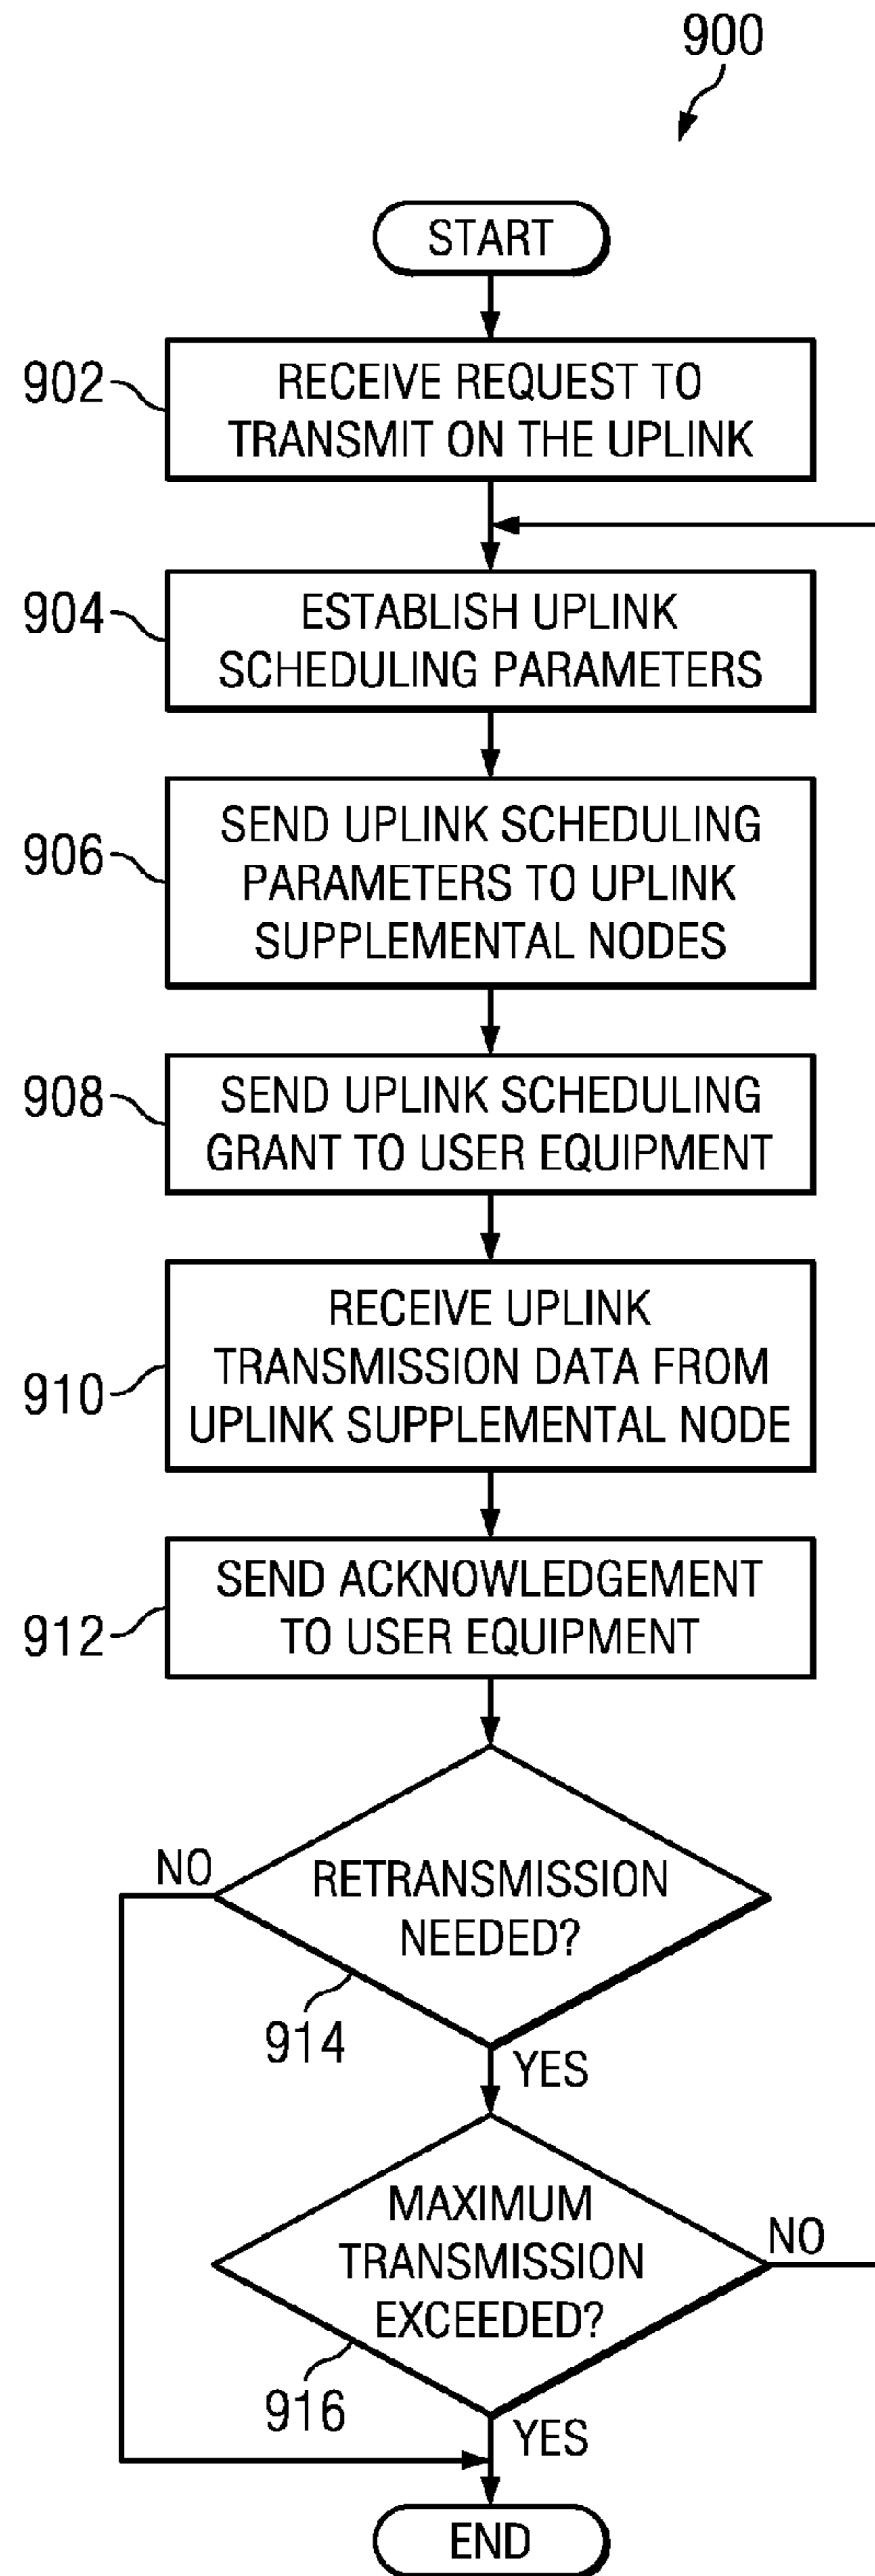 900
START
902
RECEIVE REQUEST TO
TRANSMIT ON THE UPLINK
904
ESTABLISH UPLINK
SCHEDULING PARAMETERS
906
SEND UPLINK SCHEDULING
PARAMETERS TO UPLINK
SUPPLEMENTAL NODES
908
SEND UPLINK SCHEDULING
GRANT TO USER EQUIPMENT
910
RECEIVE UPLINK
TRANSMISSION DATA FROM
UPLINK SUPPLEMENTAL NODE
912
SEND ACKNOWLEDGEMENT
TO USER EQUIPMENT
NO
RETRANSMISSION
NEEDED?
914
YES
MAXIMUM
TRANSMISSION
EXCEEDED?
NO
916
YES
END